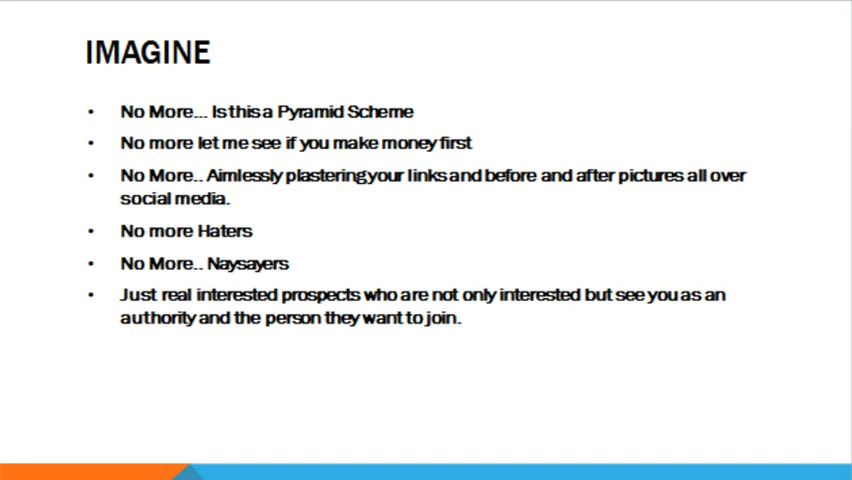 IMAGINE
• No More... Is this a Pyramid Scheme
• No more let me see if you make money first
• No More.. Aimlessly plastering your links and before and after pictures all over
social media.
• No more Haters
• No More.. Naysayers
• Just real interested prospects who are not only interested but see you as an
authority and the person they want to join.